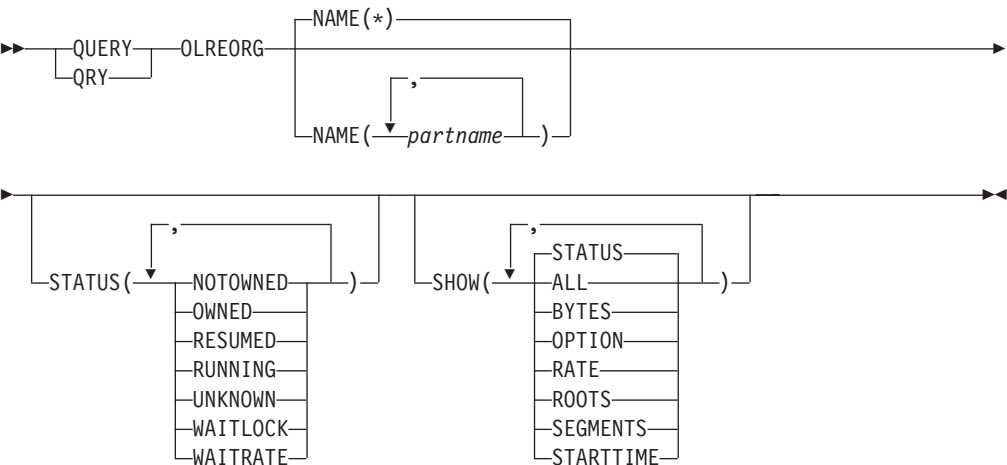 NAME(*)
QUERY OLREORG
QRY
,
NAME( partname )
, ,
STATUS
STATUS( NOTOWNED ) SHOW( ALL )
OWNED BYTES
RESUMED OPTION
RUNNING RATE
UNKNOWN ROOTS
WAITLOCK SEGMENTS
WAITRATE STARTTIME